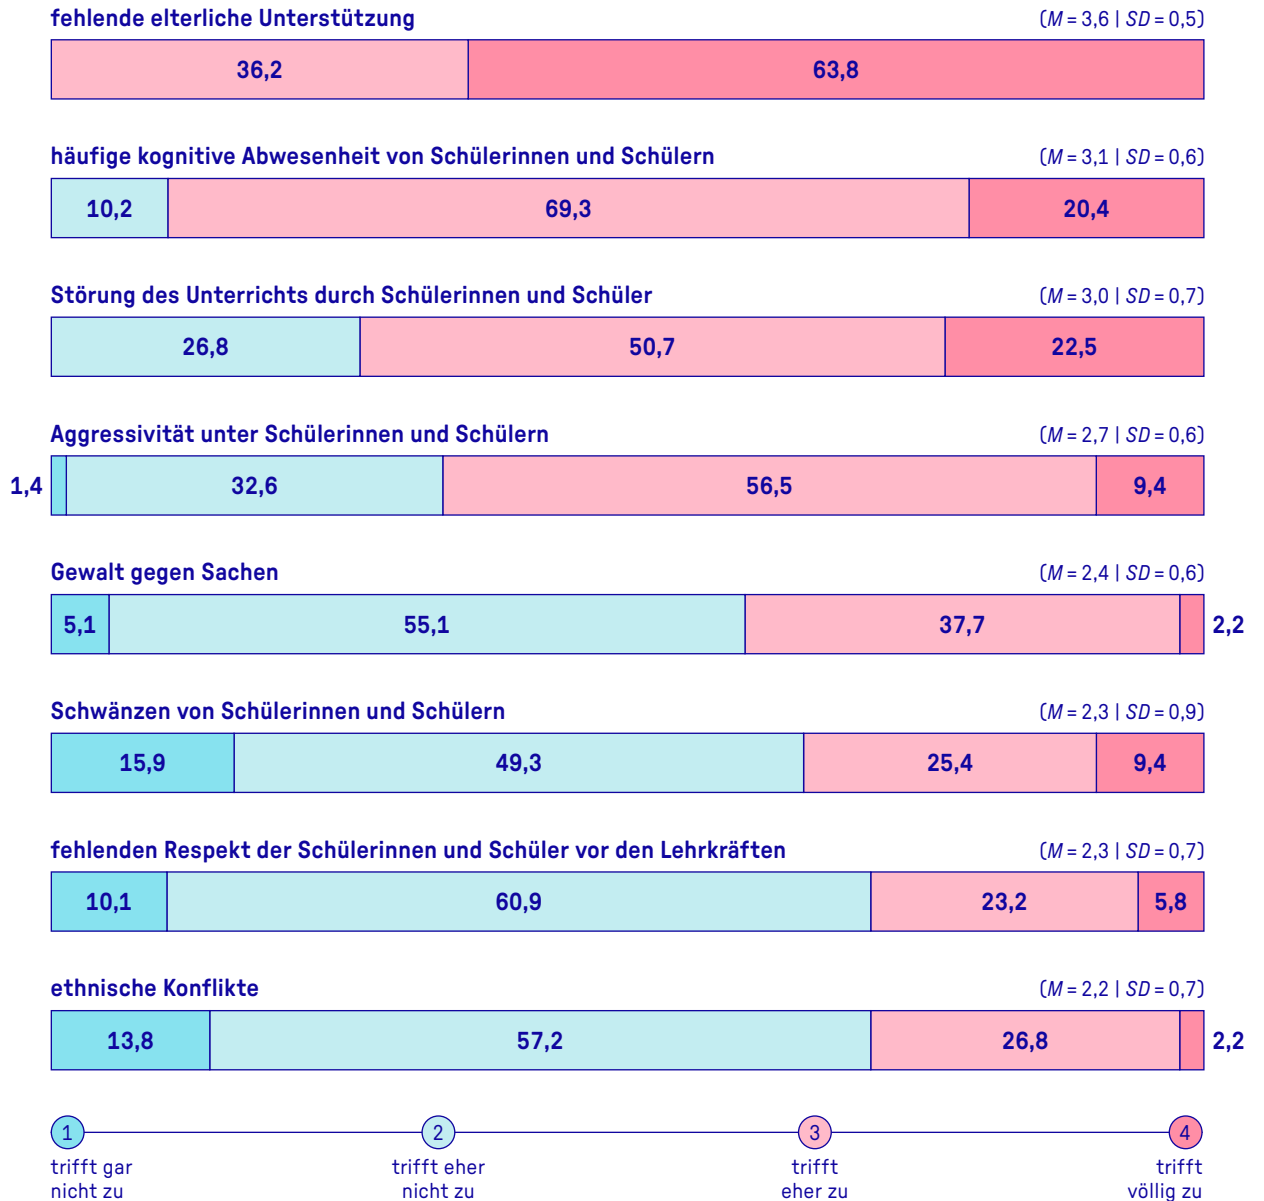 fehlende elterliche Unterstützung (M = 3,6 | SD = 0,5)
36,2 63,8
häufige kognitive Abwesenheit von Schülerinnen und Schülern (M = 3,1 | SD = 0,6)
10,2 69,3 20,4
Störung des Unterrichts durch Schülerinnen und Schüler (M = 3,0 | SD = 0,7)
26,8 50,7 22,5
Aggressivität unter Schülerinnen und Schülern (M = 2,7 | SD = 0,6)
1,4 32,6 56,5 9,4
Gewalt gegen Sachen (M = 2,4 | SD = 0,6)
5,1 55,1 37,7 2,2
Schwänzen von Schülerinnen und Schülern (M = 2,3 | SD = 0,9)
15,9 49,3 25,4 9,4
fehlenden Respekt der Schülerinnen und Schüler vor den Lehrkräften (M = 2,3 | SD = 0,7)
10,1 60,9 23,2 5,8
ethnische Konflikte (M = 2,2 | SD = 0,7)
13,8 57,2 26,8 2,2
1 2 3 4
trifft gar trifft eher trifft trifft
nicht zu nicht zu eher zu völlig zu